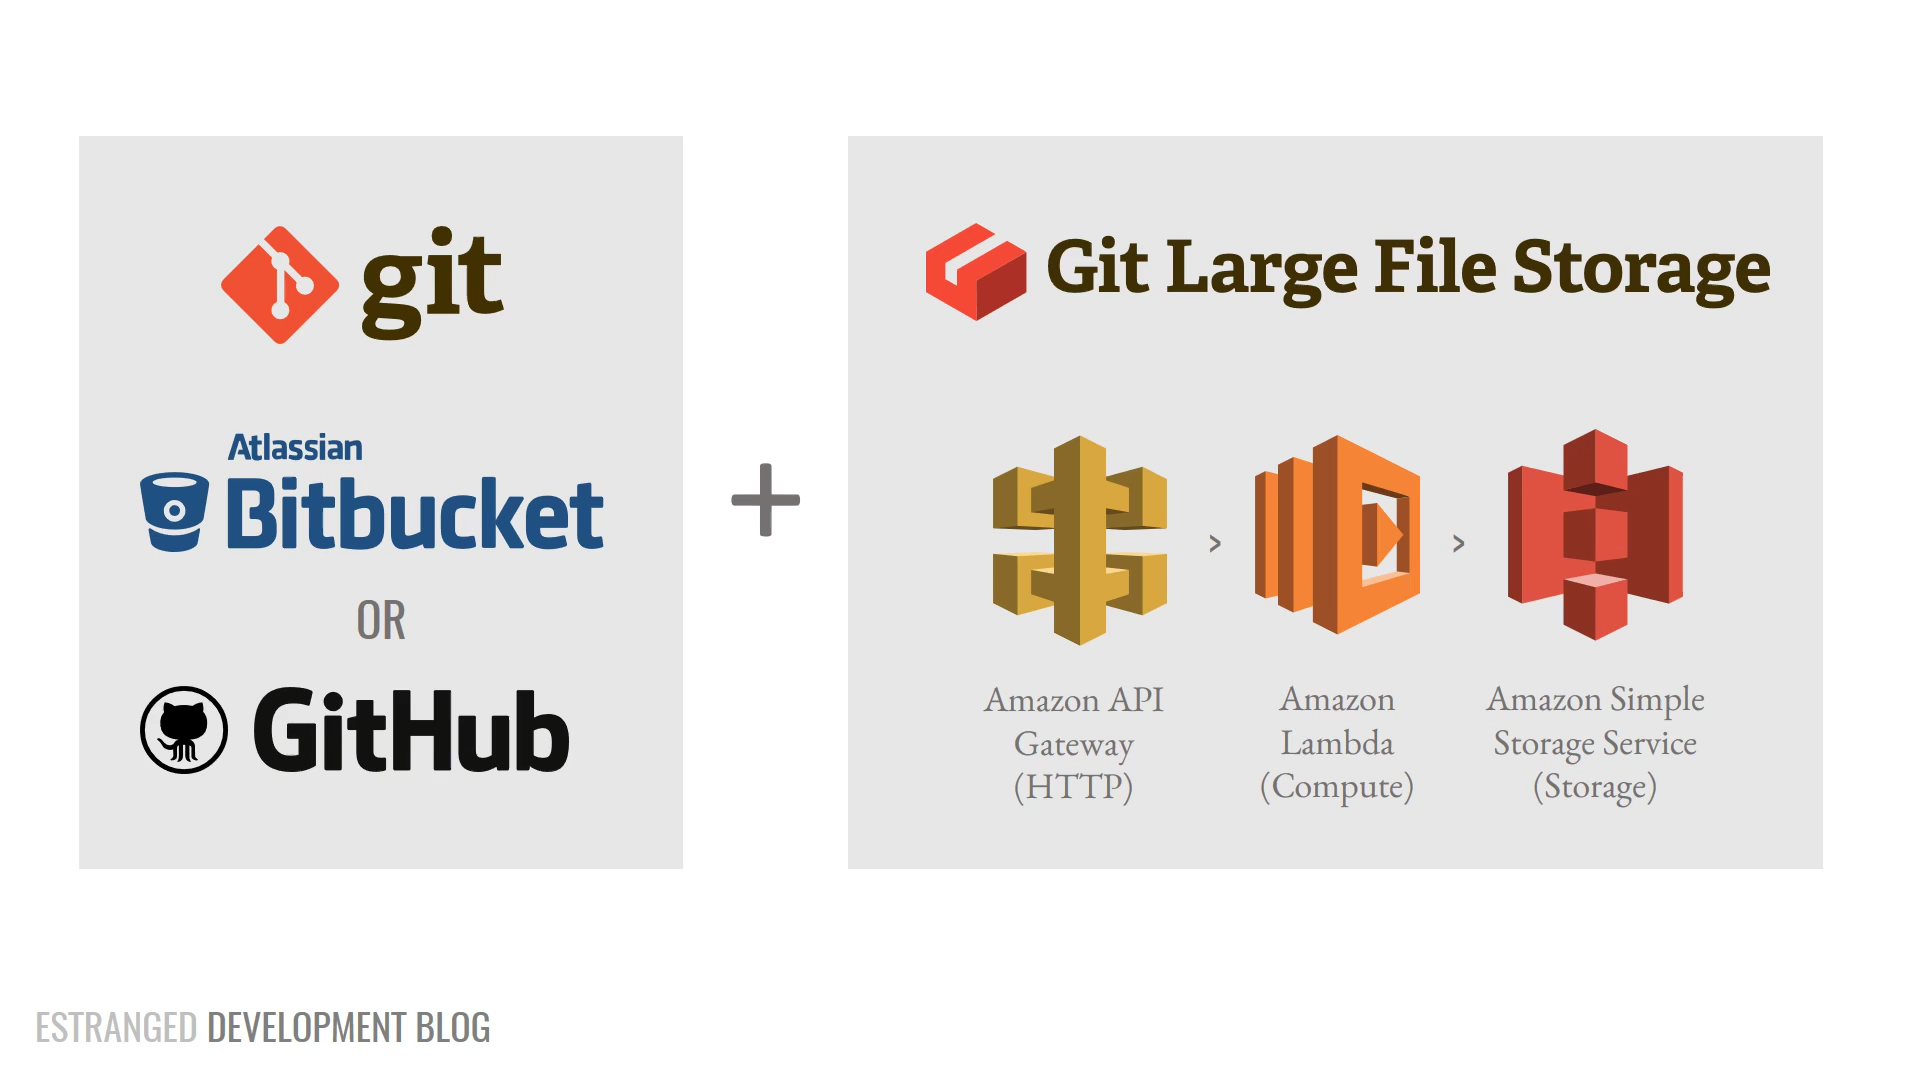 git
Atlassian
Bitbucket
OR
GitHub
+
Git Large File Storage
> >
Amazon API
Gateway
(HTTP)
Amazon
Lambda
(Compute)
Amazon Simple
Storage Service
(Storage)
ESTRANGED DEVELOPMENT BLOG